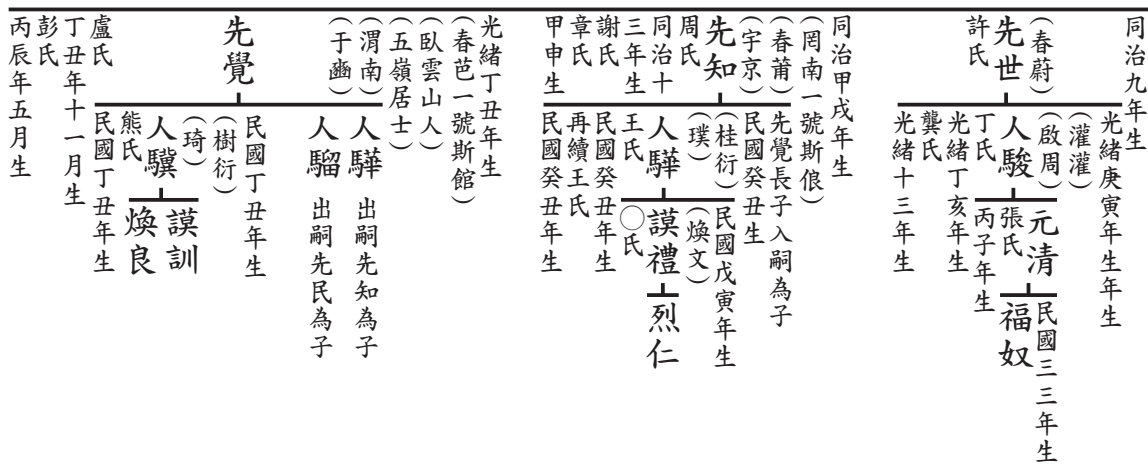 同治九年生
(春蔚)
先世
許氏
光緒庚寅年生年生
(灌灌)
(啟周)
人駿
丁氏
光緒丁亥年生
龔氏
光緒十三年生
元清
張氏
丙子年生
民國三三年生
福奴
同治甲戌年生
(罔南一號斯俍)
(春莆)
(宇京)
先知
周氏
同治十
三年生
謝氏
章氏
甲申生
先覺長子入嗣為子
民國癸丑生
(桂衍)
(璞)
人驊
王氏
民國癸丑年生
再續王氏
民國癸丑年生
民國戊寅年生
(煥文)
謨禮
◯氏
烈仁
光緒丁丑年生
(春芭一號斯館)
(臥雲山人)
(五嶺居士)
(渭南)
(于豳)
先覺
盧氏
丁丑年十一月生
彭氏
丙辰年五月生
人驊 出嗣先知為子
人騮 出嗣先民為子
民國丁丑年生
(樹衍)
(琦)
人驥
熊氏
民國丁丑年生
謨訓
煥良